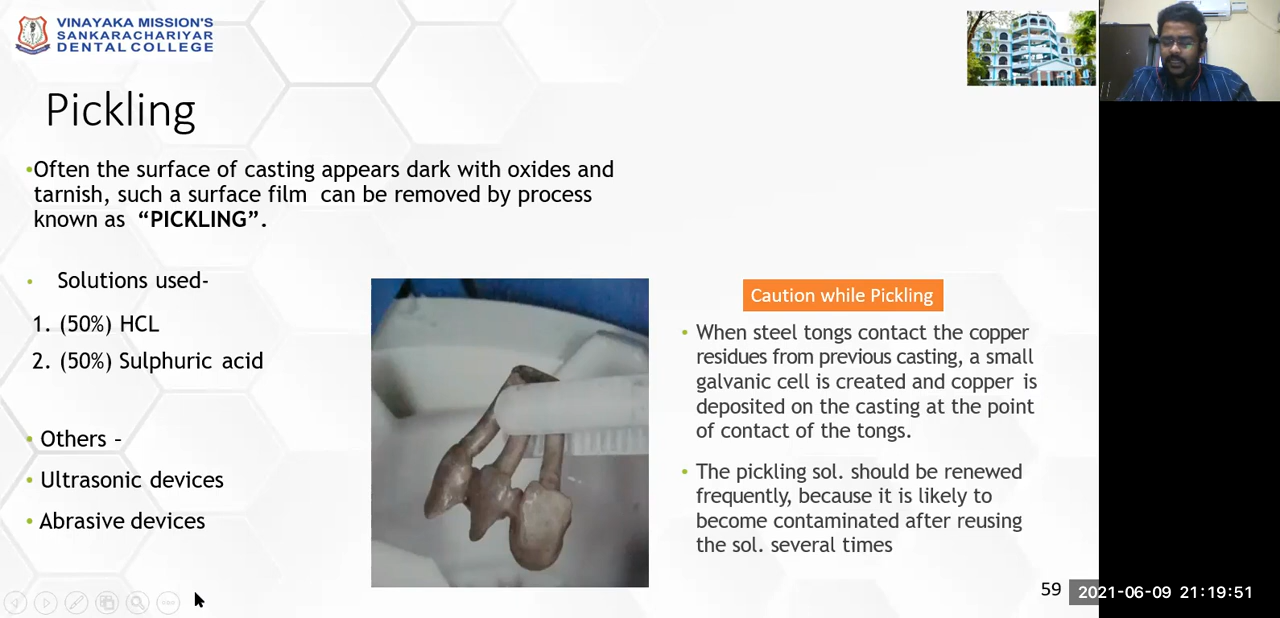 VINAYAKA MISSION'S
SANKARACHARIYAR
DENTAL COLLEGE
Pickling
•Often the surface of casting appears dark with oxides and
tarnish, such a surface film can be removed by process
known as "PICKLING".
• Solutions used-
1. (50%) HCL
2. (50%) Sulphuric acid
• Others –
• Ultrasonic devices
• Abrasive devices
Caution while Pickling
• When steel tongs contact the copper
residues from previous casting, a small
galvanic cell is created and copper is
deposited on the casting at the point
of contact of the tongs.
• The pickling sol. should be renewed
frequently, because it is likely to
become contaminated after reusing
the sol. several times
59
2021-06-09 21:19:51